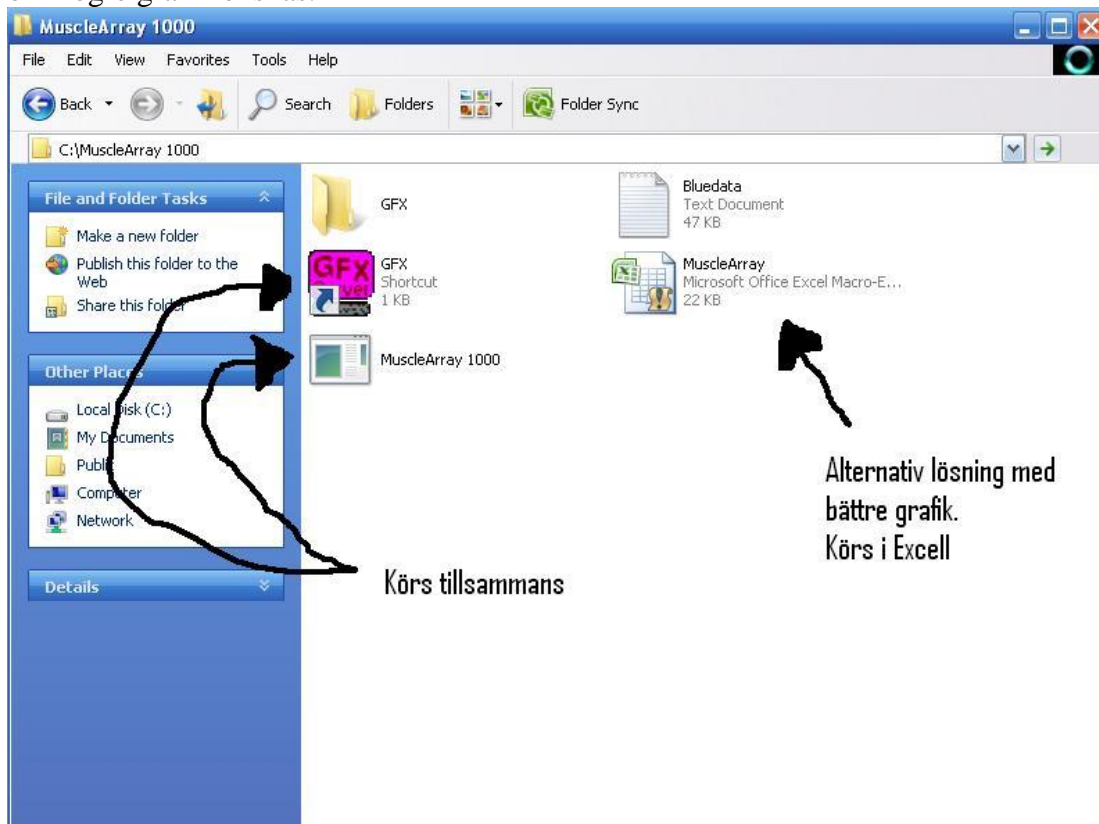 MuscleArray 1000
File Edit View Favorites Tools Help
Back Search Folders Folder Sync
C:\MuscleArray 1000
File and Folder Tasks
Make a new folder
Publish this folder to the
Web
Share this folder
Other Places
Local Disk (C:)
My Documents
Public
Computer
Network
Details
GFX
Bluedata
Text Document
47 KB
GFX
GFX
Shortcut
1 KB
MuscleArray
Microsoft Office Excel Macro-E...
22 KB
MuscleArray 1000
Alternativ lösning med
bättre grafik.
Körs i Excell
Körs tillsammans